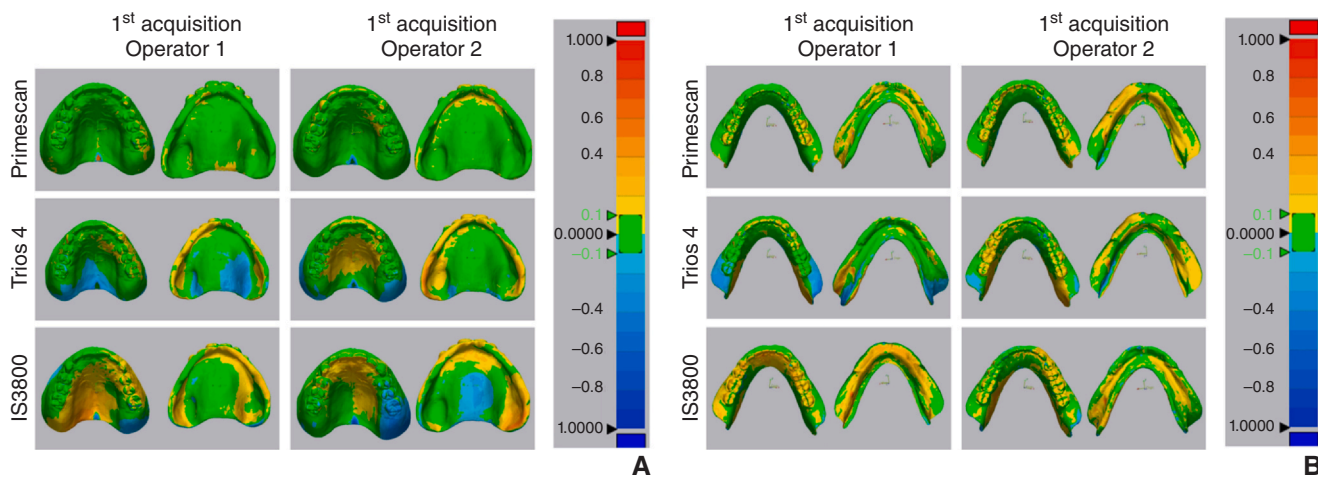 1st acquisition
Operator 1
1st acquisition
Operator 2
Primescan
Trios 4
IS3800
1.000
0.8
0.6
0.4
0.1
0.0000
−0.1
−0.4
−0.6
−0.8
1.0000
A
1st acquisition
Operator 1
1st acquisition
Operator 2
Primescan
Trios 4
IS3800
1.000
0.8
0.6
0.4
0.1
0.0000
−0.1
−0.4
−0.6
−0.8
1.0000
B